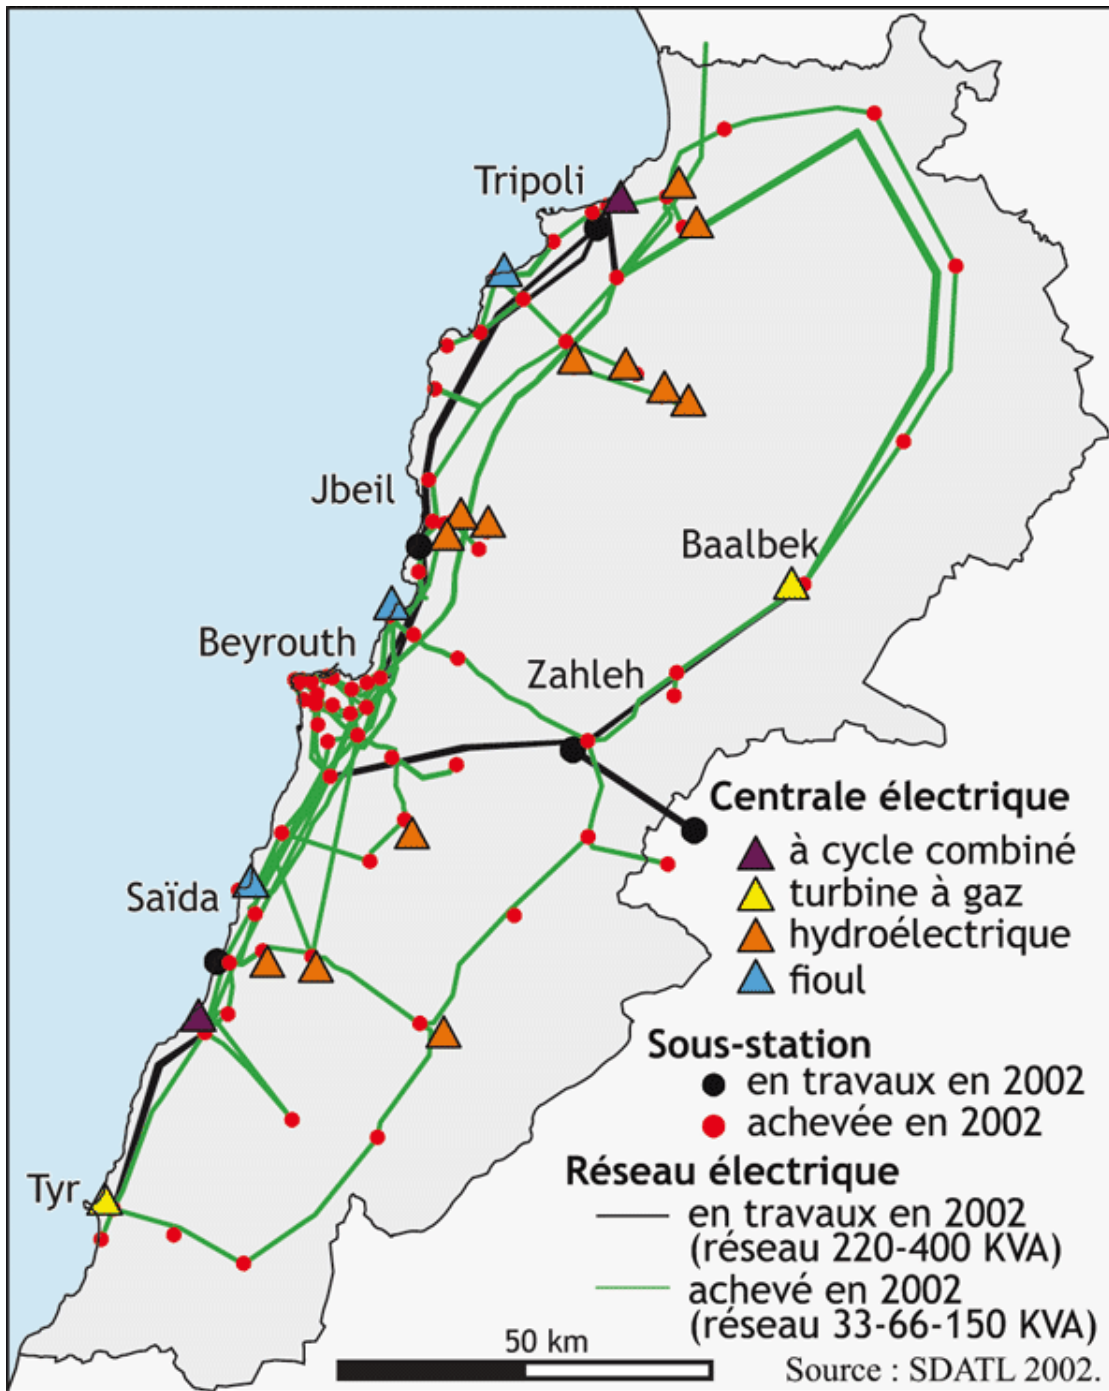 Tripoli
Jbeil
Baalbek
Beyrouth
Zahleh
Centrale électrique
à cycle combiné
turbine à gaz
hydroélectrique
fioul
Saïda
Sous-station
en travaux en 2002
achevée en 2002
Réseau électrique
en travaux en 2002
(réseau 220-400 KVA)
achevé en 2002
(réseau 33-66-150 KVA)
Tyr
50 km
Source : SDATL 2002.